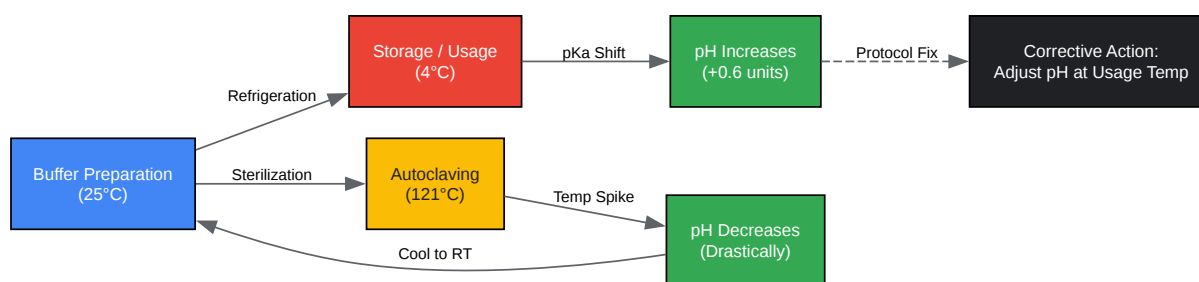 Storage / Usage
(4°C)
pKa Shift
pH Increases
(+0.6 units)
Protocol Fix
Corrective Action:
Adjust pH at Usage Temp
Refrigeration
Buffer Preparation
(25°C)
Sterilization
Autoclaving
(121°C)
Temp Spike
pH Decreases
(Drastically)
Cool to RT